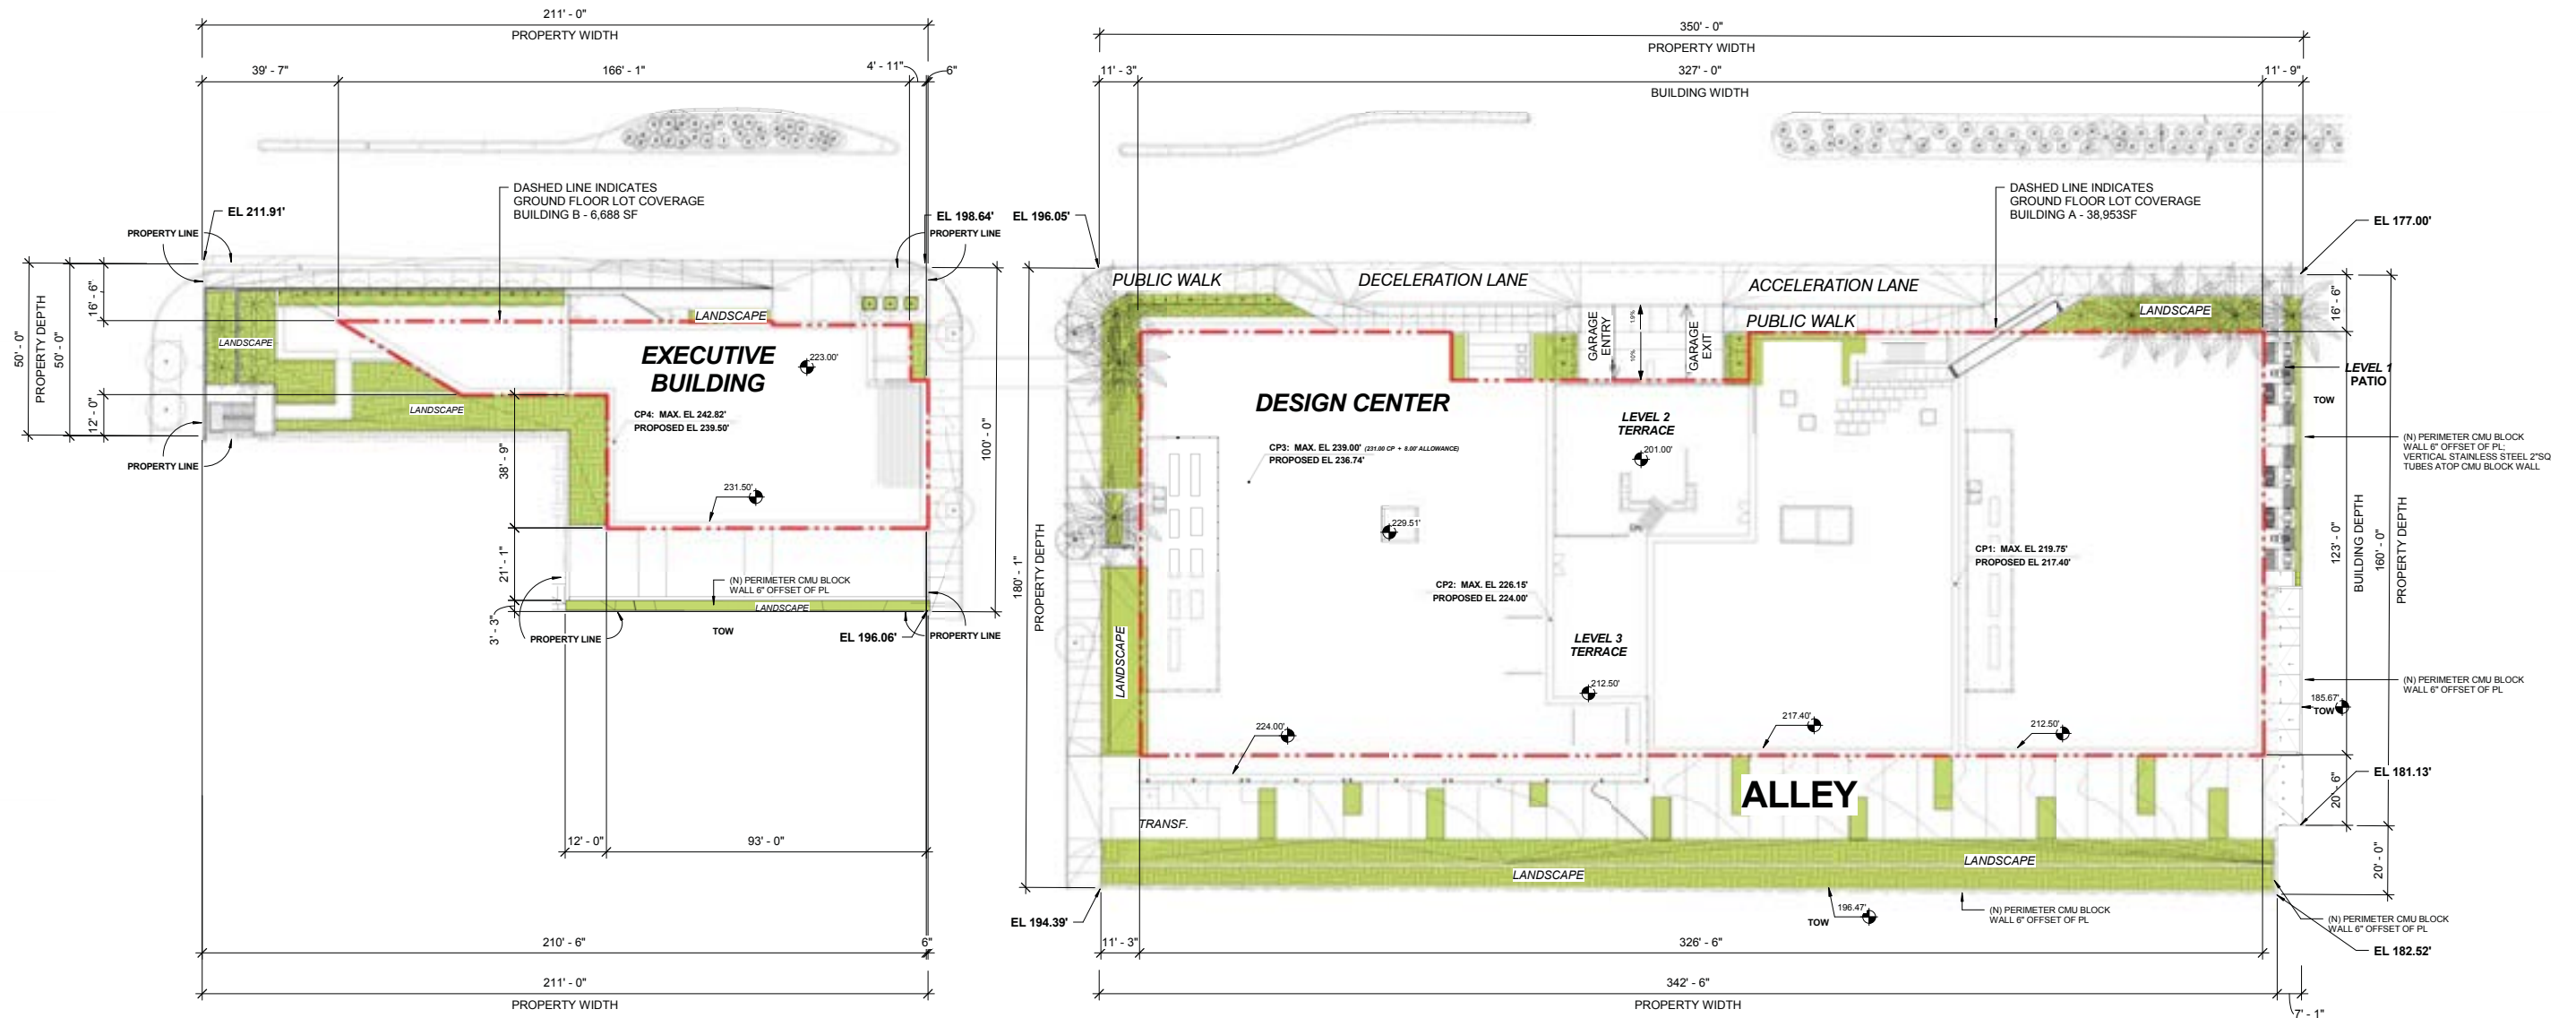 211' - 0"
PROPERTY WIDTH
350' - 0"
PROPERTY WIDTH
39' - 7"
166' - 1"
4' - 11"
6"
11' - 3"
327' - 0"
BUILDING WIDTH
11' - 9"
DASHED LINE INDICATES
GROUND FLOOR LOT COVERAGE
BUILDING B - 6,688 SF
DASHED LINE INDICATES
GROUND FLOOR LOT COVERAGE
BUILDING A - 38,953SF
EL 211.91'
EL 198.64'
EL 196.05'
EL 177.00'
PROPERTY LINE
PROPERTY LINE
50' - 0"
PROPERTY DEPTH
50' - 0"
16' - 6"
12' - 0"
LANDSCAPE
LANDSCAPE
LANDSCAPE
EXECUTIVE
BUILDING
223.00'
CP4: MAX. EL 242.82'
PROPOSED EL 239.50'
231.50'
PROPERTY LINE
PROPERTY LINE
38' - 9"
21' - 1"
3' - 3"
100' - 0"
(N) PERIMETER CMU BLOCK
WALL 6" OFFSET OF PL
LANDSCAPE
PROPERTY LINE
TOW
EL 196.06'
PROPERTY LINE
12' - 0"
93' - 0"
210' - 6"
6"
211' - 0"
PROPERTY WIDTH
PUBLIC WALK
DECELERATION LANE
ACCELERATION LANE
PUBLIC WALK
LANDSCAPE
GARAGE
ENTRY
1.9%
10%
GARAGE
EXIT
180' - 1"
PROPERTY DEPTH
DESIGN CENTER
CP3: MAX. EL 239.00' (231.00 CP + 8.00' ALLOWANCE)
PROPOSED EL 236.74'
229.51'
LEVEL 2
TERRACE
201.00'
CP2: MAX. EL 226.15'
PROPOSED EL 224.00'
LEVEL 3
TERRACE
212.50'
CP1: MAX. EL 219.75'
PROPOSED EL 217.40'
LANDSCAPE
224.00'
217.40'
212.50'
LEVEL 1
PATIO
TOW
16' - 6"
123' - 0"
BUILDING DEPTH
160' - 0"
PROPERTY DEPTH
20' - 6"
20' - 0"
(N) PERIMETER CMU BLOCK
WALL 6" OFFSET OF PL;
VERTICAL STAINLESS STEEL 2"SQ
TUBES ATOP CMU BLOCK WALL
(N) PERIMETER CMU BLOCK
WALL 6" OFFSET OF PL
185.67'
TOW
EL 181.13'
ALLEY
TRANSF.
LANDSCAPE
LANDSCAPE
EL 194.39'
196.47'
TOW
(N) PERIMETER CMU BLOCK
WALL 6" OFFSET OF PL
(N) PERIMETER CMU BLOCK
WALL 6" OFFSET OF PL
EL 182.52'
11' - 3"
326' - 6"
342' - 6"
PROPERTY WIDTH
7' - 1"